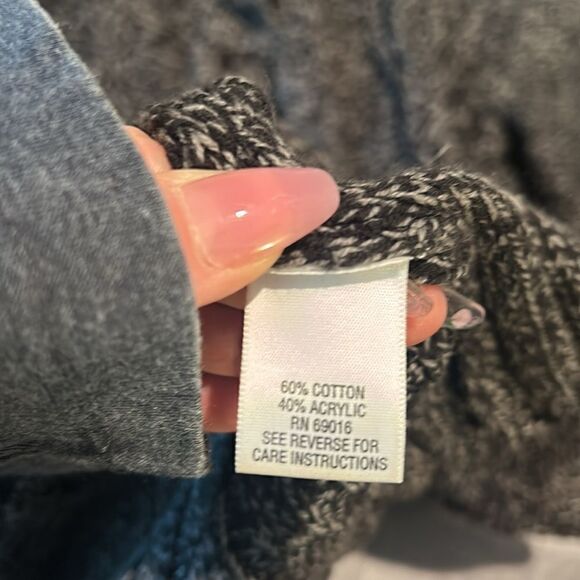 60% COTTON
40% ACRYLIC
RN 69016
SEE REVERSE FOR
CARE INSTRUCTIONS